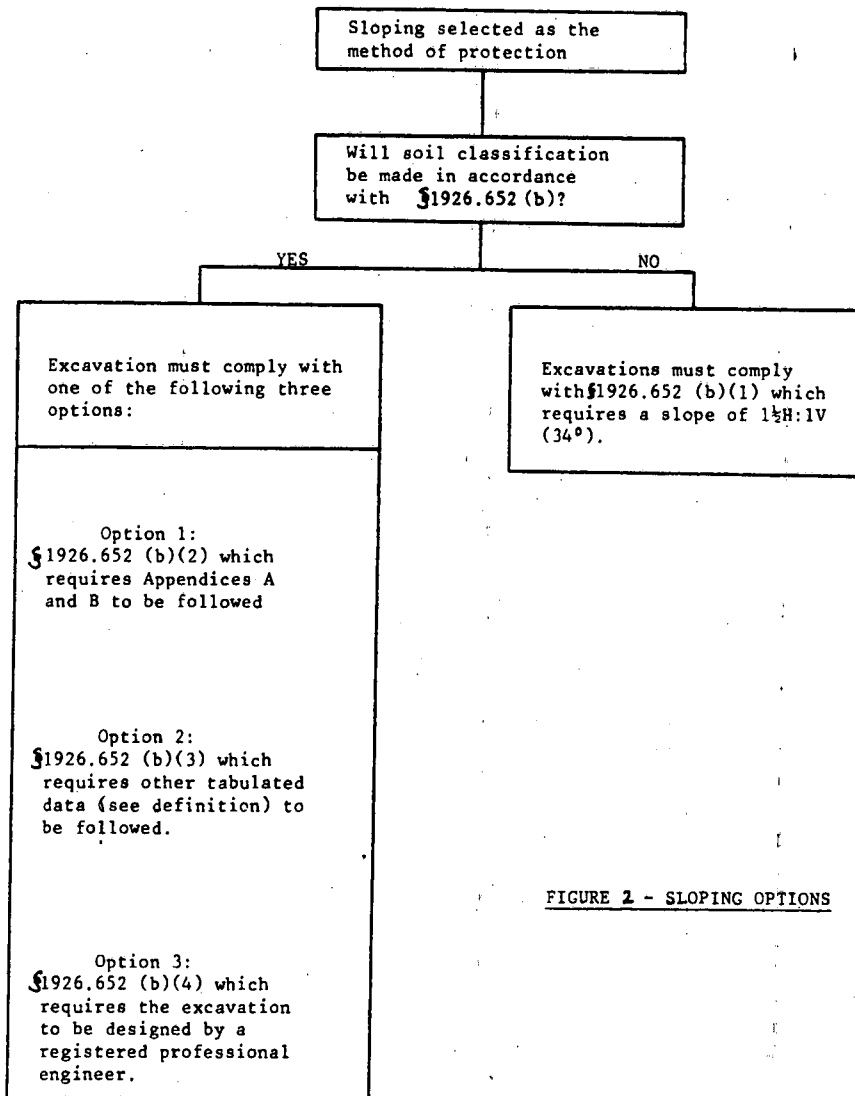 Sloping selected as the
method of protection
Will soil classification
be made in accordance
with §1926.652 (b)?
YES
NO
Excavation must comply with
one of the following three
options:
Excavations must comply
with §1926.652 (b)(1) which
requires a slope of 1½H:1V
(34°).
Option 1:
§1926.652 (b)(2) which
requires Appendices A
and B to be followed
Option 2:
§1926.652 (b)(3) which
requires other tabulated
data (see definition) to
be followed.
Option 3:
§1926.652 (b)(4) which
requires the excavation
to be designed by a
registered professional
engineer.
FIGURE 2 - SLOPING OPTIONS